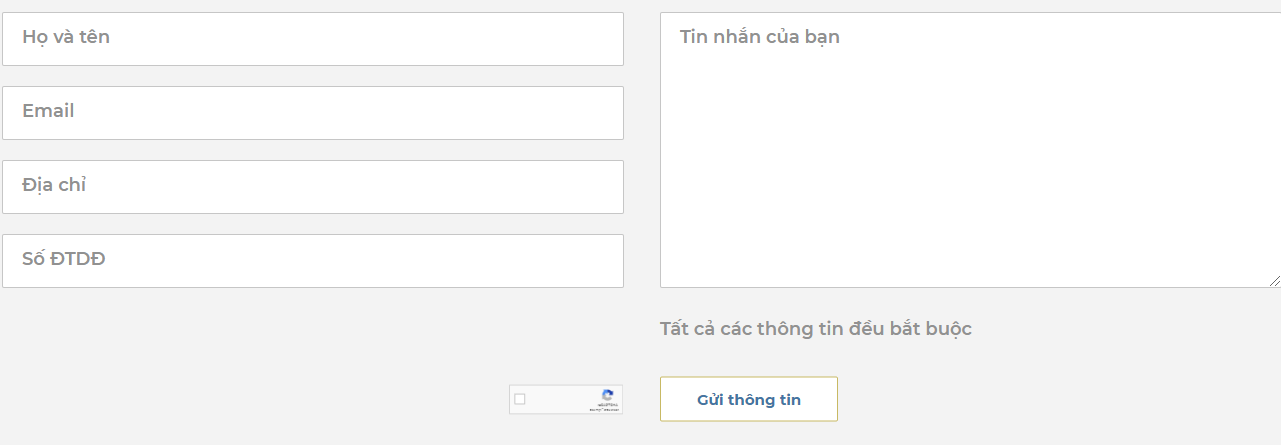 Họ và tên
Email
Địa chỉ
Số ĐTDĐ
Tin nhắn của bạn
Tất cả các thông tin đều bắt buộc
Gửi thông tin